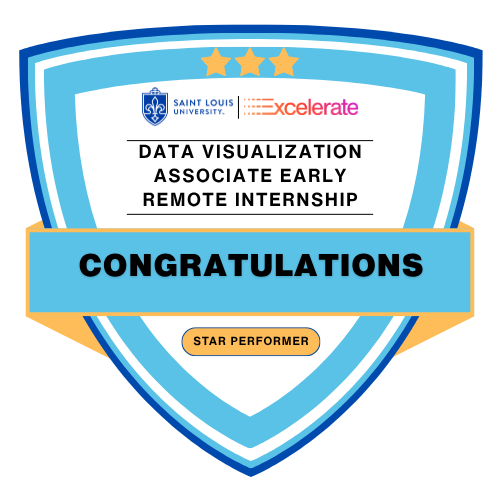 SAINT LOUIS
UNIVERSITY.
Excelerate
DATA VISUALIZATION
ASSOCIATE EARLY
REMOTE INTERNSHIP
CONGRATULATIONS
STAR PERFORMER